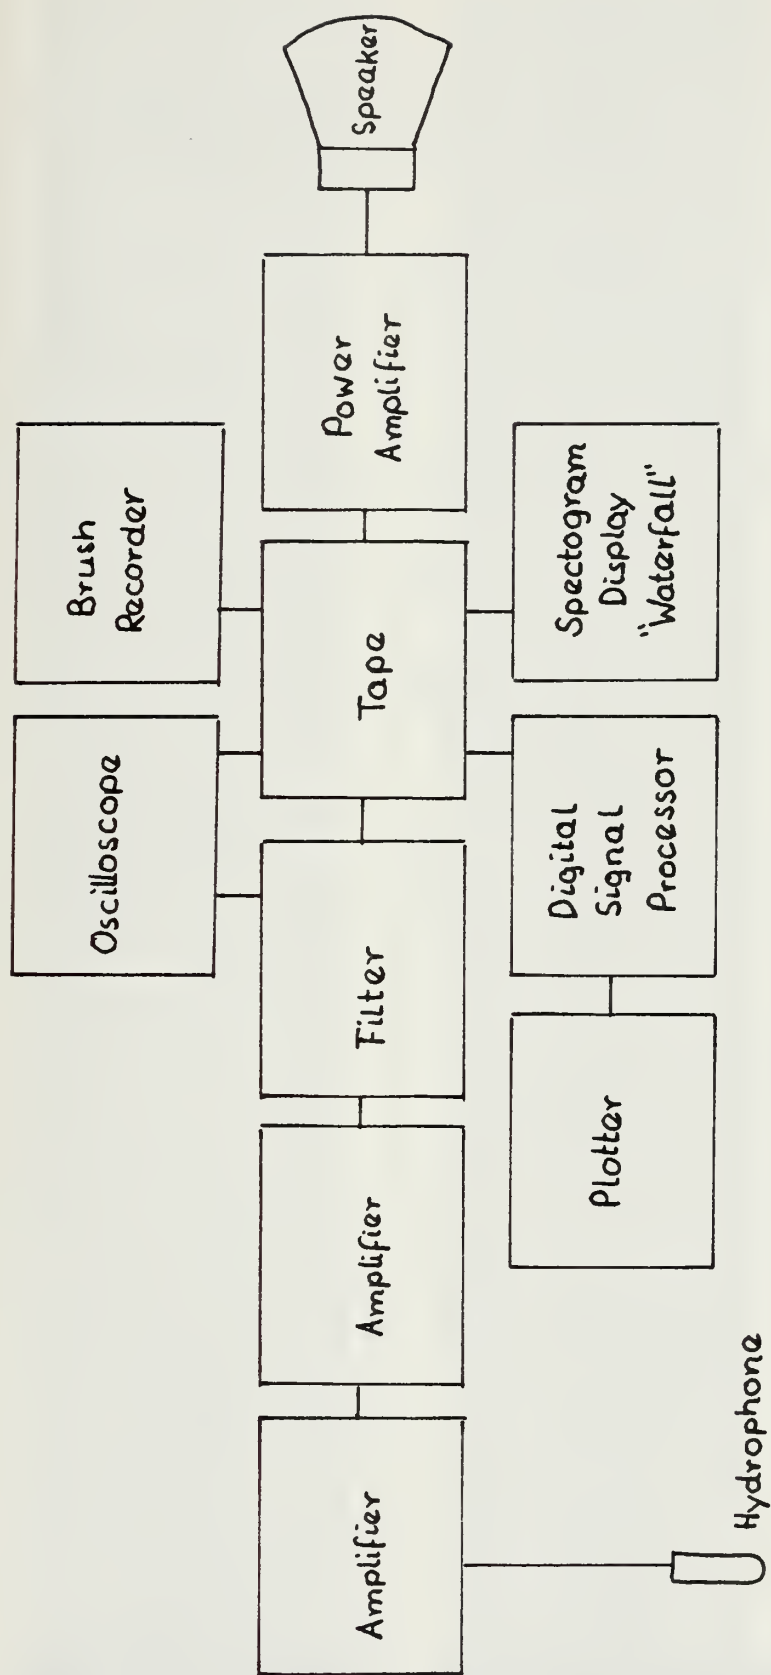 Speaker
Power
Amplifier
Brush
Recorder
Tape
Spectogram
Display
"Waterfall"
Oscilloscope
Filter
Digital
Signal
Processor
Amplifier
Plotter
Amplifier
Hydrophone